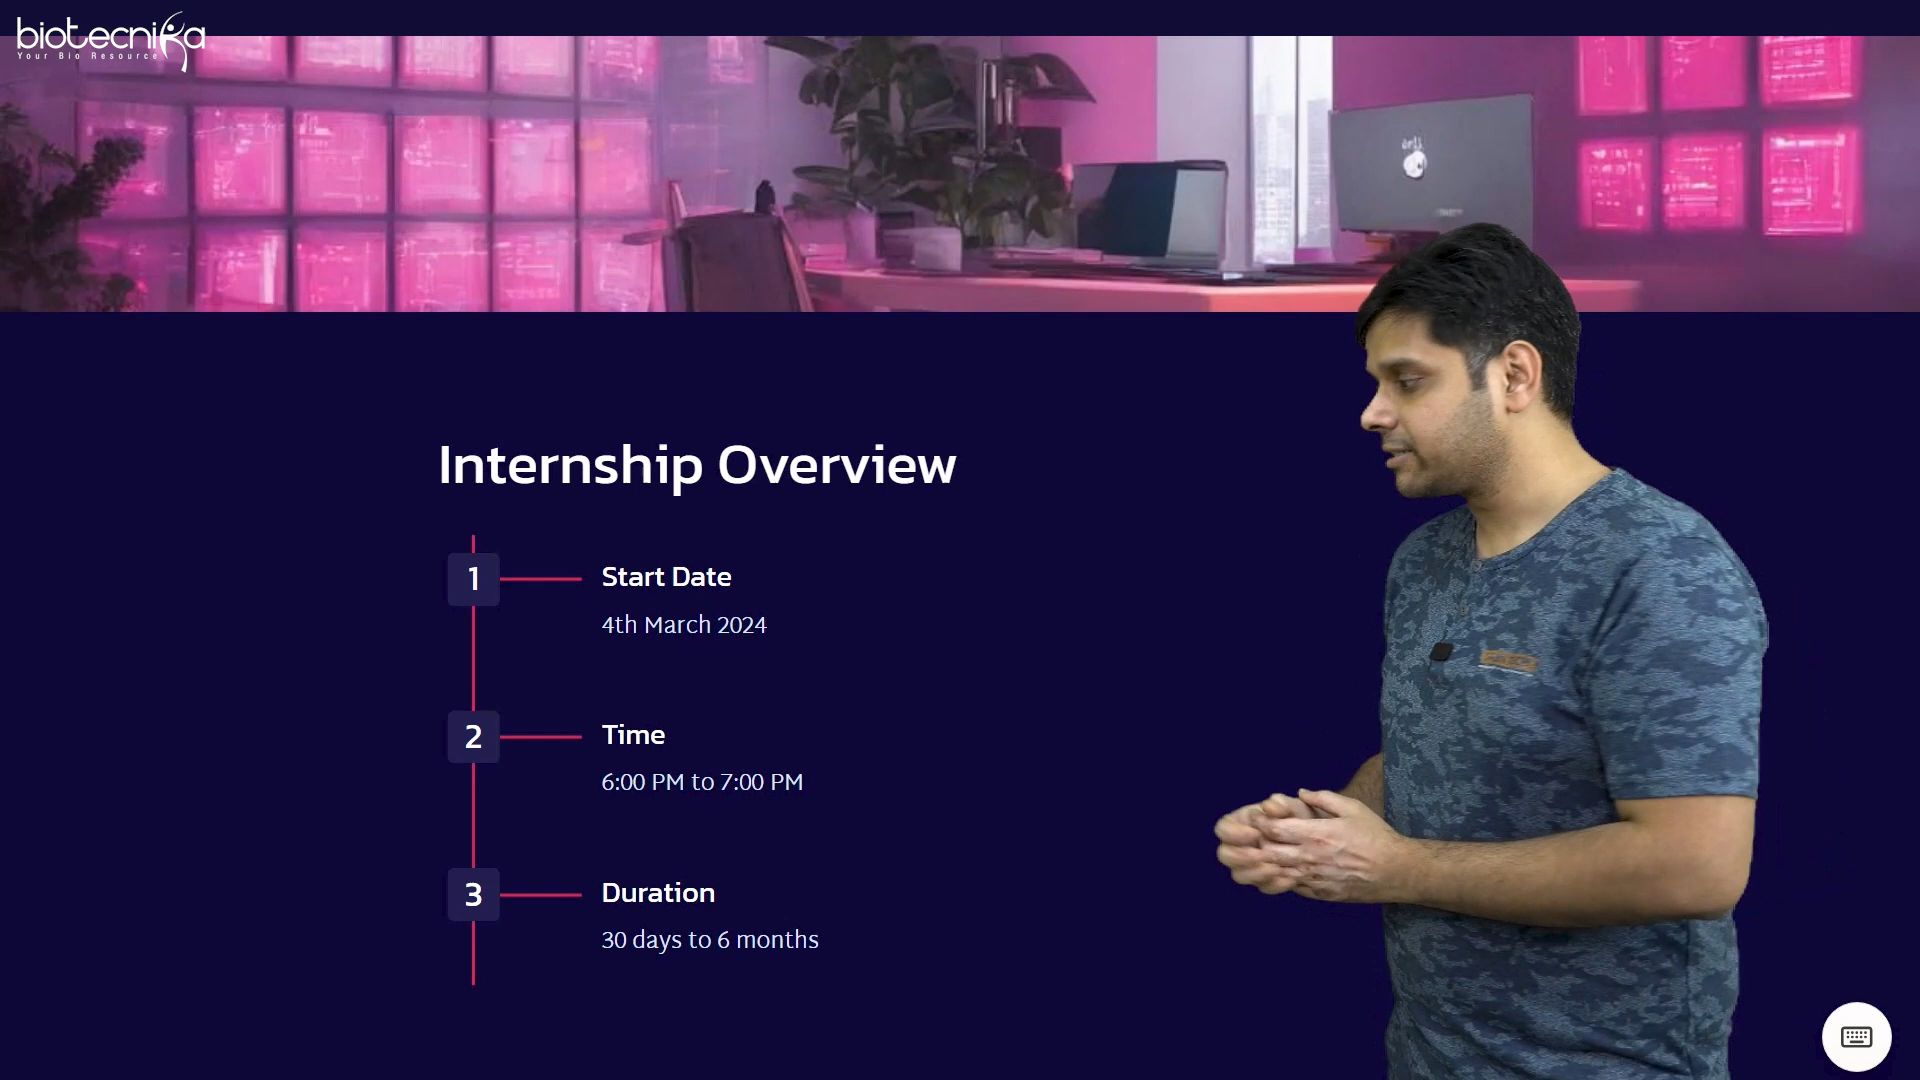 biotecnika
Your Bio Resource
Internship Overview
1
Start Date
4th March 2024
2
Time
6:00 PM to 7:00 PM
3
Duration
30 days to 6 months